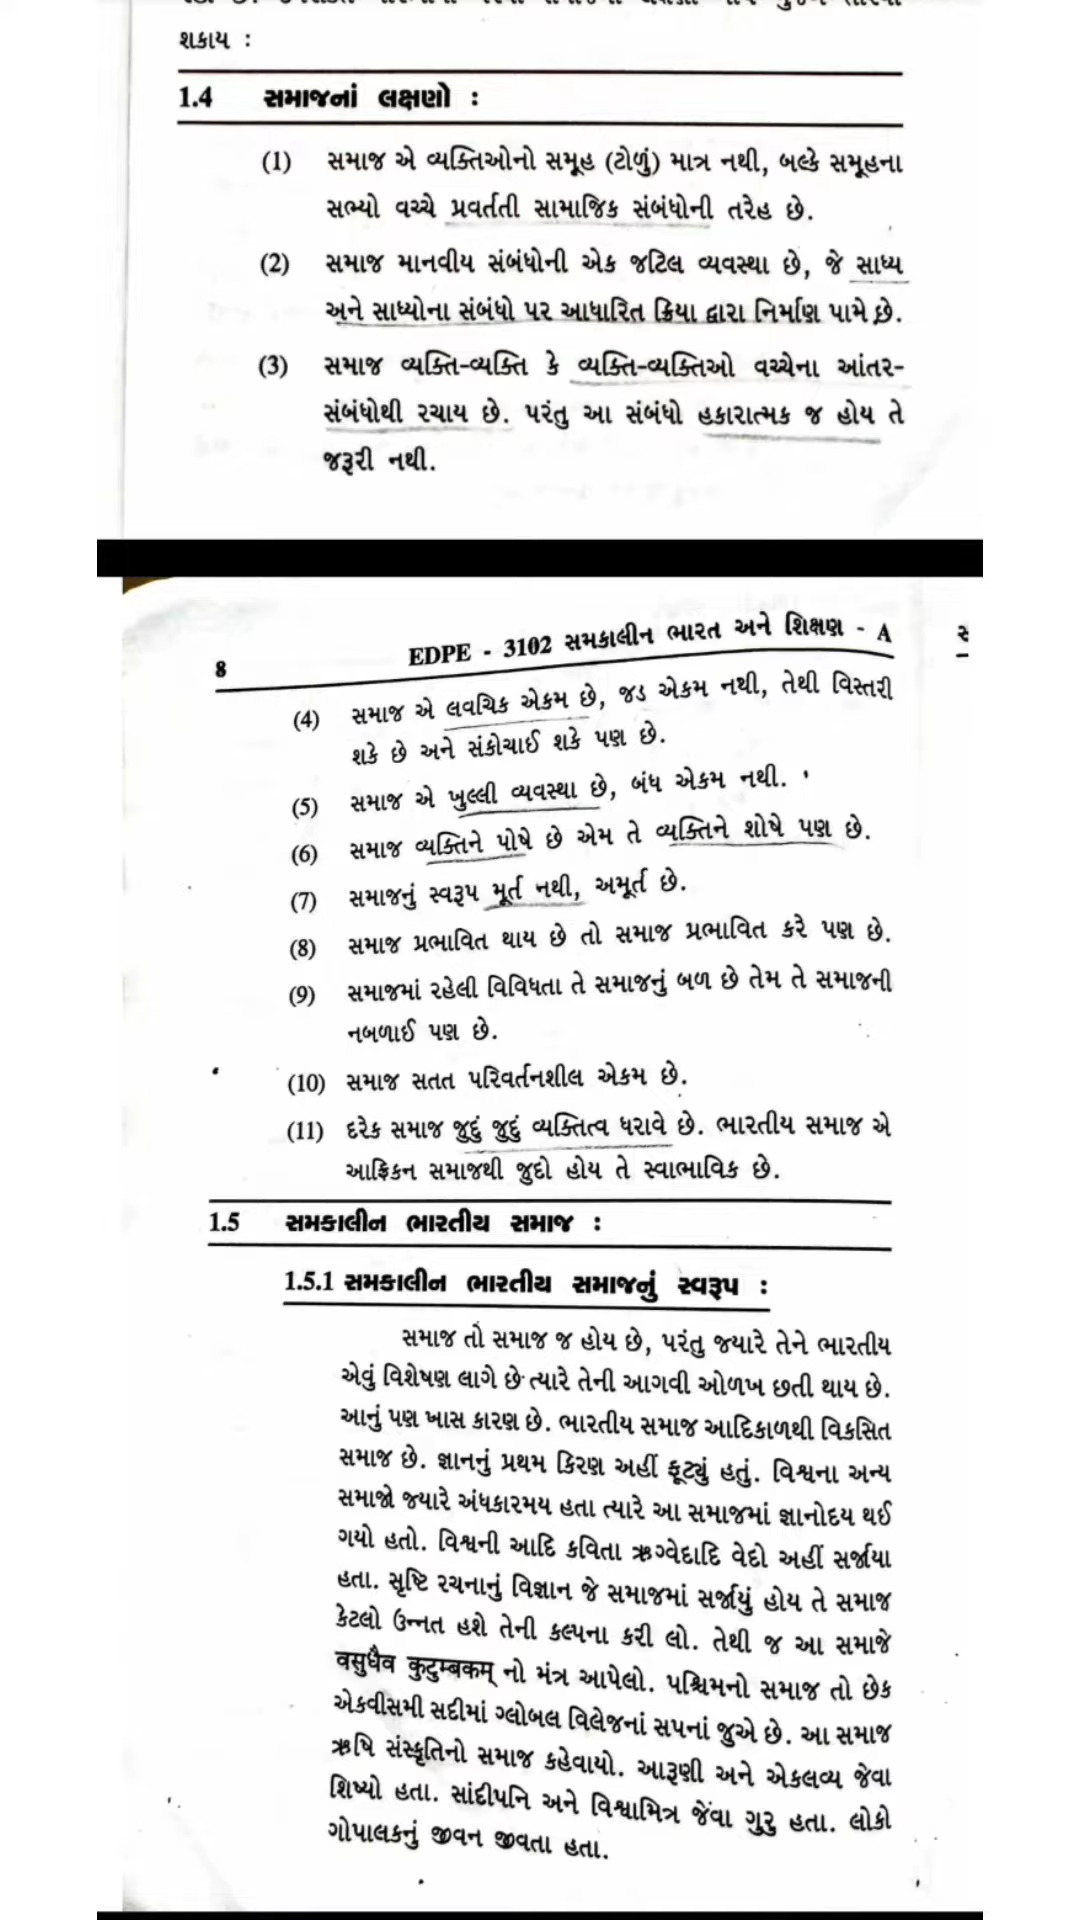 શકાય :
1.4 સમાજનાં લક્ષણો :
(1) સમાજ એ વ્યક્તિઓનો સમૂહ (ટોળું) માત્ર નથી, બલ્કે સમૂહના
સભ્યો વચ્ચે પ્રવર્તતી સામાજિક સંબંધોની તરેહ છે.
(2) સમાજ માનવીય સંબંધોની એક જટિલ વ્યવસ્થા છે, જે સાધ્ય
અને સાધ્યોના સંબંધો પર આધારિત ક્રિયા દ્વારા નિર્માણ પામે છે.
(3) સમાજ વ્યક્તિ-વ્યક્તિ કે વ્યક્તિ-વ્યક્તિઓ વચ્ચેના આંતર-
સંબંધોથી રચાય છે. પરંતુ આ સંબંધો હકારાત્મક જ હોય તે
જરૂરી નથી.
8 EDPE - 3102 સમકાલીન ભારત અને શિક્ષણ - A
(4) સમાજ એ લવચિક એકમ છે, જડ એકમ નથી, તેથી વિસ્તરી
શકે છે અને સંકોચાઈ શકે પણ છે.
(5) સમાજ એ ખુલ્લી વ્યવસ્થા છે, બંધ એકમ નથી.
(6) સમાજ વ્યક્તિને પોષે છે એમ તે વ્યક્તિને શોષે પણ છે.
(7) સમાજનું સ્વરૂપ મૂર્ત નથી, અમૂર્ત છે.
(8) સમાજ પ્રભાવિત થાય છે તો સમાજ પ્રભાવિત કરે પણ છે.
(9) સમાજમાં રહેલી વિવિધતા તે સમાજનું બળ છે તેમ તે સમાજની
નબળાઈ પણ છે.
(10) સમાજ સતત પરિવર્તનશીલ એકમ છે.
(11) દરેક સમાજ જુદું જુદું વ્યક્તિત્વ ધરાવે છે. ભારતીય સમાજ એ
આફ્રિકન સમાજથી જુદો હોય તે સ્વાભાવિક છે.
1.5 સમકાલીન ભારતીય સમાજ :
1.5.1 સમકાલીન ભારતીય સમાજનું સ્વરૂપ :
સમાજ તો સમાજ જ હોય છે, પરંતુ જ્યારે તેને ભારતીય
એવું વિશેષણ લાગે છે ત્યારે તેની આગવી ઓળખ છતી થાય છે.
આનું પણ ખાસ કારણ છે. ભારતીય સમાજ આદિકાળથી વિકસિત
સમાજ છે. જ્ઞાનનું પ્રથમ કિરણ અહીં ફૂટ્યું હતું. વિશ્વના અન્ય
સમાજો જ્યારે અંધકારમય હતા ત્યારે આ સમાજમાં જ્ઞાનોદય થઈ
ગયો હતો. વિશ્વની આદિ કવિતા ઋગ્વેદાદિ વેદો અહીં સર્જાયા
હતા. સૃષ્ટિ રચનાનું વિજ્ઞાન જે સમાજમાં સર્જાયું હોય તે સમાજ
કેટલો ઉન્નત હશે તેની કલ્પના કરી લો. તેથી જ આ સમાજે
વसुधैव कुटुम्बकम् નો મંત્ર આપેલો. પશ્ચિમનો સમાજ તો છેક
એકવીસમી સદીમાં ગ્લોબલ વિલેજનાં સપનાં જુએ છે. આ સમાજ
ઋષિ સંસ્કૃતિનો સમાજ કહેવાયો. આરૂણી અને એકલવ્ય જેવા
શિષ્યો હતા. સાંદીપનિ અને વિશ્વામિત્ર જેવા ગુરુ હતા. લોકો
ગોપાલકનું જીવન જીવતા હતા.